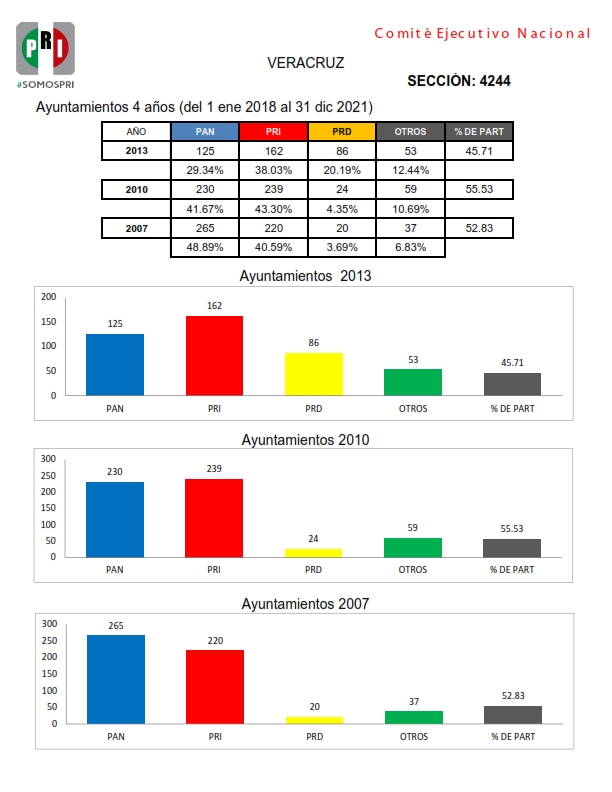 PRI
#SOMOSPRI
Comité Ejecutivo Nacional
VERACRUZ
SECCIÒN: 4244
Ayuntamientos 4 años (del 1 ene 2018 al 31 dic 2021)
AÑO PAN PRI PRD OTROS % DE PART
2013 125 162 86 53 45.71
29.34% 38.03% 20.19% 12.44%
2010 230 239 24 59 55.53
41.67% 43.30% 4.35% 10.69%
2007 265 220 20 37 52.83
48.89% 40.59% 3.69% 6.83%
Ayuntamientos 2013
200
150
100
50
0
125 162 86 53 45.71
PAN PRI PRD OTROS % DE PART
Ayuntamientos 2010
300
250
200
150
100
50
0
230 239 24 59 55.53
PAN PRI PRD OTROS % DE PART
Ayuntamientos 2007
300
250
200
150
100
50
0
265 220 20 37 52.83
PAN PRI PRD OTROS % DE PART